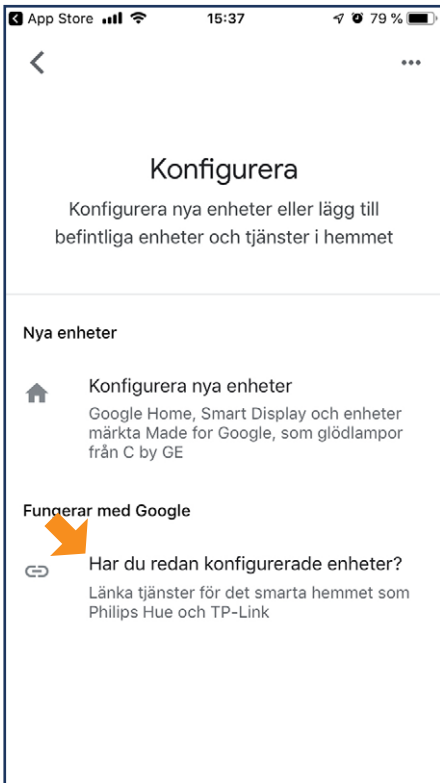 App Store 15:37 79 %
Konfigurera
Konfigurera nya enheter eller lägg till
befintliga enheter och tjänster i hemmet
Nya enheter
Konfigurera nya enheter
Google Home, Smart Display och enheter
märkta Made for Google, som glödlampor
från C by GE
Fungerar med Google
Har du redan konfigurerade enheter?
Länka tjänster för det smarta hemmet som
Philips Hue och TP-Link